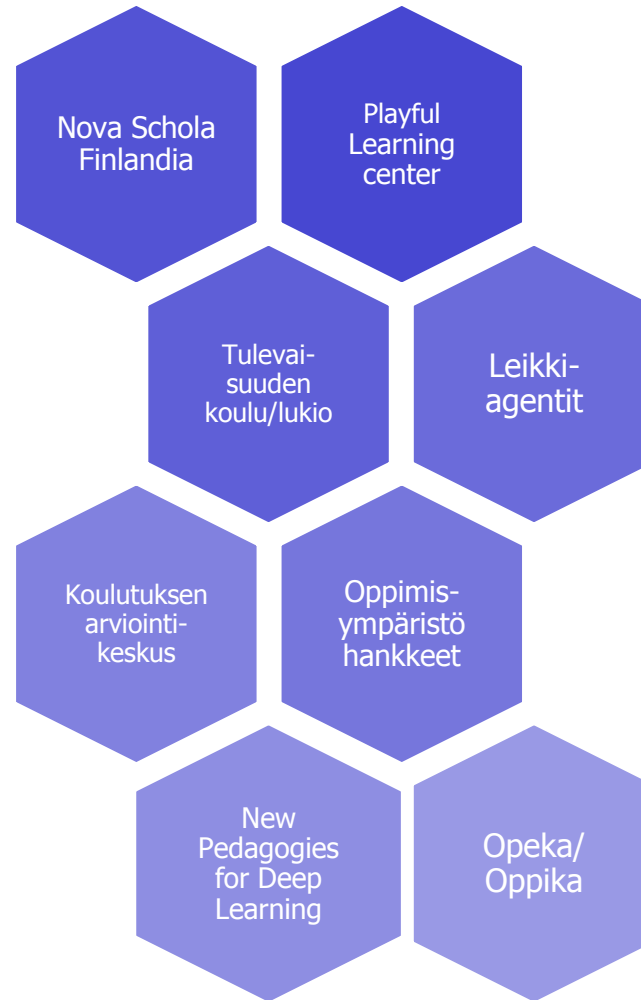 Nova Schola
Finlandia
Playful
Learning
center
Tulevai-
suuden
koulu/lukio
Leikki-
agentit
Koulutuksen
arviointi-
keskus
Oppimis-
ympäristö
hankkeet
New
Pedagogies
for Deep
Learning
Opeka/
Oppika